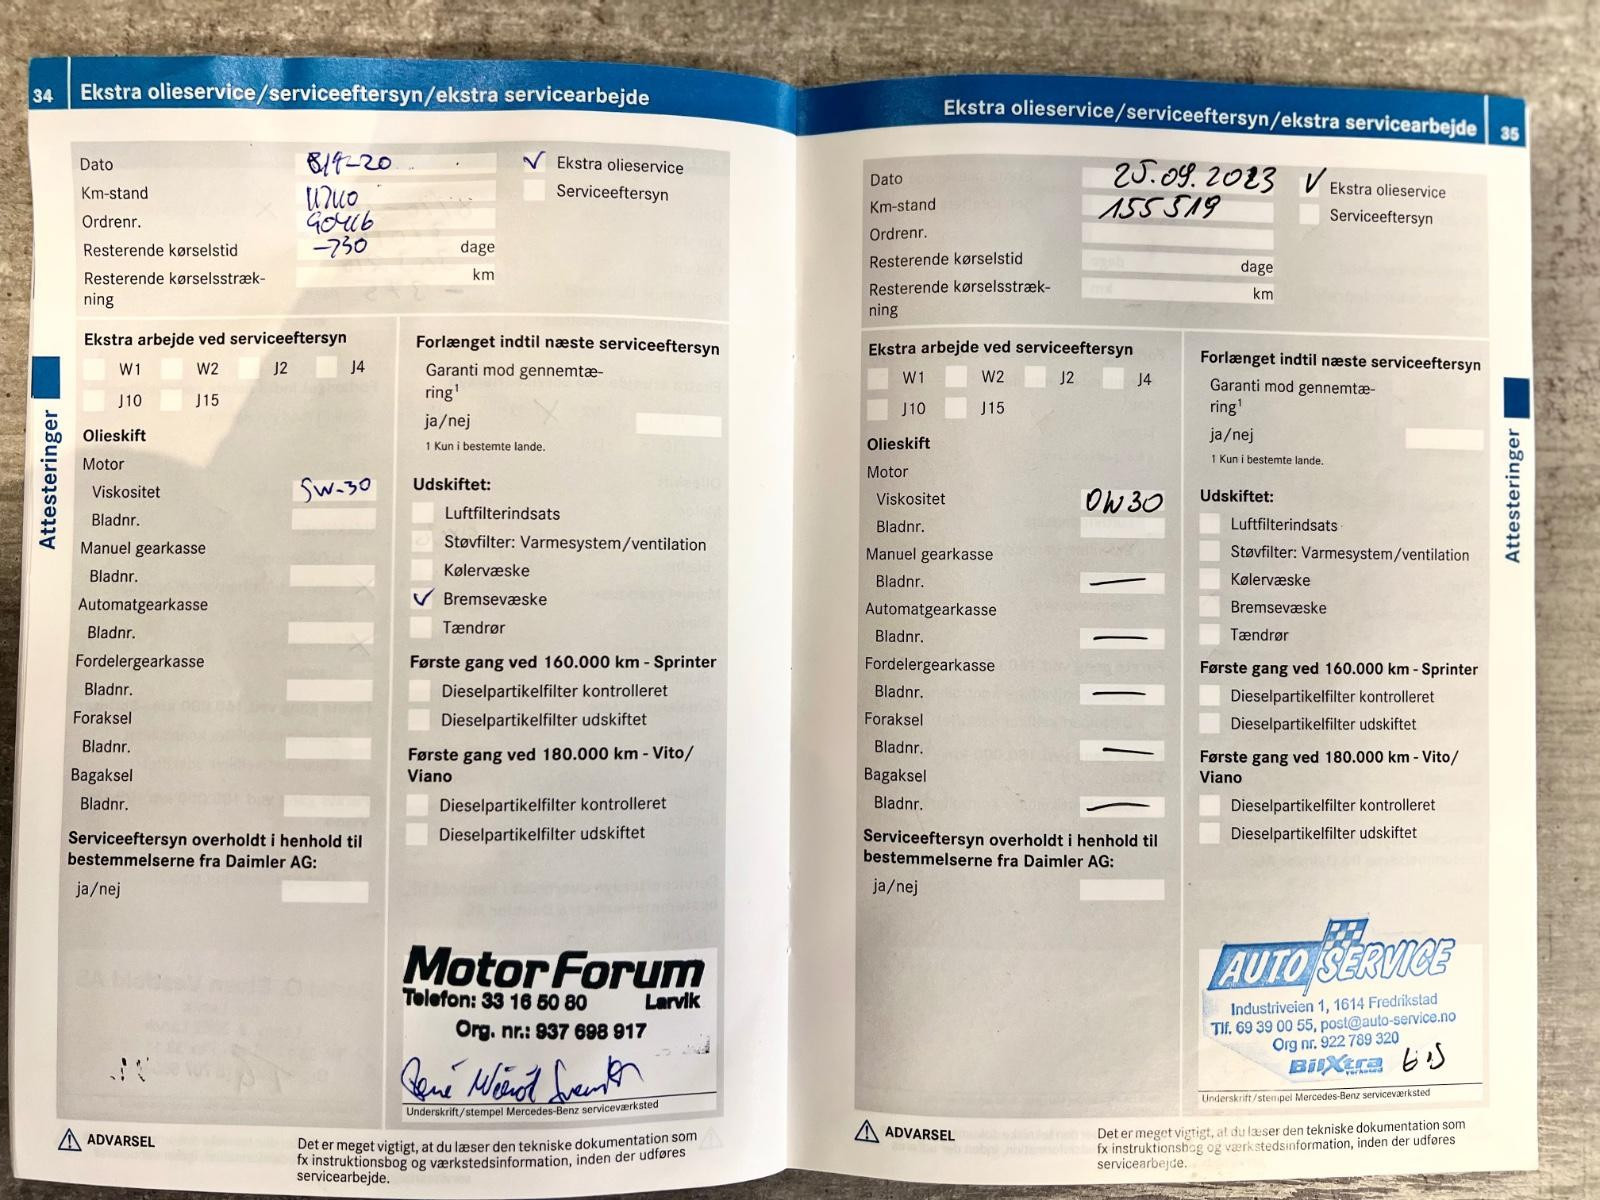 34 Ekstra olieservice/serviceeftersyn/ekstra servicearbejde
Dato
Km-stand
Ordrenr. 90416
Resterende kørselstid -730 dage
Resterende kørselsstræk-
ning km
Ekstra olieservice
Serviceeftersyn
Ekstra arbejde ved serviceeftersyn
W1 W2 J2 J4
J10 J15
Olieskift
Motor
Viskositet 5W-30
Bladnr.
Manuel gearkasse
Bladnr.
Automatgearkasse
Bladnr.
Fordelergearkasse
Bladnr.
Foraksel
Bladnr.
Bagaksel
Bladnr.
Serviceeftersyn overholdt i henhold til
bestemmelserne fra Daimler AG:
ja/nej
Forlænget indtil næste serviceeftersyn
Garanti mod gennemtæ-
ring¹
ja/nej
1 Kun i bestemte lande.
Udskiftet:
Luftfilterindsats
Støvfilter: Varmesystem/ventilation
Kølervæske
Bremsevæske
Tændrør
Første gang ved 160.000 km - Sprinter
Dieselpartikelfilter kontrolleret
Dieselpartikelfilter udskiftet
Første gang ved 180.000 km - Vito/
Viano
Dieselpartikelfilter kontrolleret
Dieselpartikelfilter udskiftet
MotorForum
Telefon: 33 16 50 80 Larvik
Org. nr.: 937 698 917
Underskrift/stempel Mercedes-Benz serviceværksted
ADVARSEL
Det er meget vigtigt, at du læser den tekniske dokumentation som
fx instruktionsbog og værkstedsinformation, inden der udføres
servicearbejde.
Attesteringer
Ekstra olieservice/serviceeftersyn/ekstra servicearbejde 35
Dato 25.09.2023
Km-stand 155519
Ordrenr.
Resterende kørselstid dage
Resterende kørselsstræk-
ning km
Ekstra olieservice
Serviceeftersyn
Ekstra arbejde ved serviceeftersyn
W1 W2 J2 J4
J10 J15
Olieskift
Motor
Viskositet 0W30
Bladnr.
Manuel gearkasse
Bladnr.
Automatgearkasse
Bladnr.
Fordelergearkasse
Bladnr.
Foraksel
Bladnr.
Bagaksel
Bladnr.
Serviceeftersyn overholdt i henhold til
bestemmelserne fra Daimler AG:
ja/nej
Forlænget indtil næste serviceeftersyn
Garanti mod gennemtæ-
ring¹
ja/nej
1 Kun i bestemte lande.
Udskiftet:
Luftfilterindsats
Støvfilter: Varmesystem/ventilation
Kølervæske
Bremsevæske
Tændrør
Første gang ved 160.000 km - Sprinter
Dieselpartikelfilter kontrolleret
Dieselpartikelfilter udskiftet
Første gang ved 180.000 km - Vito/
Viano
Dieselpartikelfilter kontrolleret
Dieselpartikelfilter udskiftet
AUTO SERVICE
Industriveien 1, 1614 Fredrikstad
Tlf. 69 39 00 55, post@auto-service.no
Org nr. 922 789 320
BilXtra
verksted
Underskrift/stempel Mercedes-Benz serviceværksted
ADVARSEL
Det er meget vigtigt, at du læser den tekniske dokumentation som
fx instruktionsbog og værkstedsinformation, inden der udføres
servicearbejde.
Attesteringer